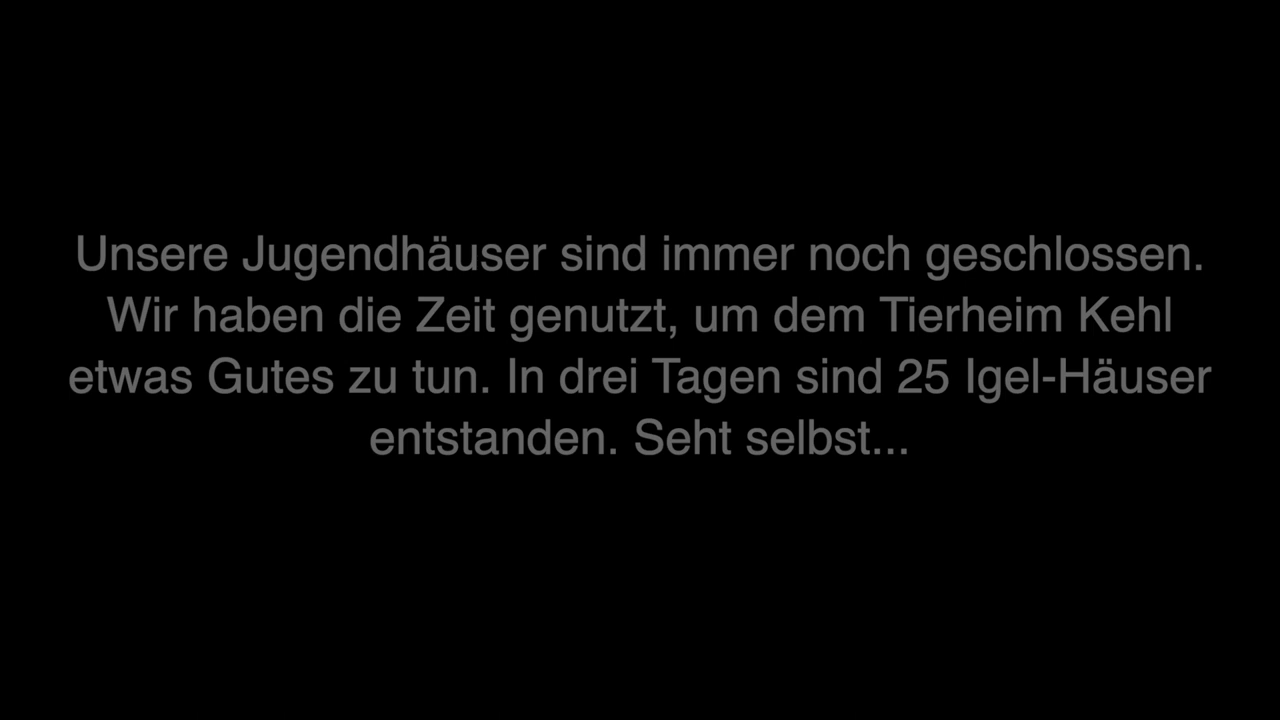 Unsere Jugendhäuser sind immer noch geschlossen.
Wir haben die Zeit genutzt, um dem Tierheim Kehl
etwas Gutes zu tun. In drei Tagen sind 25 Igel-Häuser
entstanden. Seht selbst...